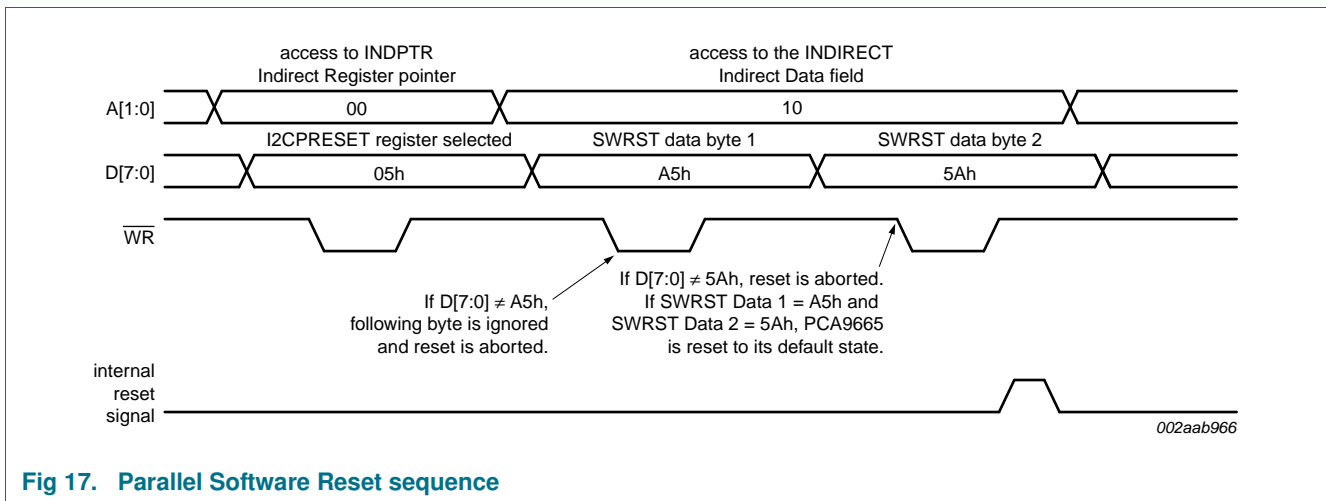 access to INDPTR
Indirect Register pointer
access to the INDIRECT
Indirect Data field
A[1:0]
00
10
I2CPRESET register selected
SWRST data byte 1
SWRST data byte 2
D[7:0]
05h
A5h
5Ah
WR
If D[7:0] ≠ A5h,
following byte is ignored
and reset is aborted.
If D[7:0] ≠ 5Ah, reset is aborted.
If SWRST Data 1 = A5h and
SWRST Data 2 = 5Ah, PCA9665
is reset to its default state.
internal
reset
signal
002aab966
Fig 17. Parallel Software Reset sequence